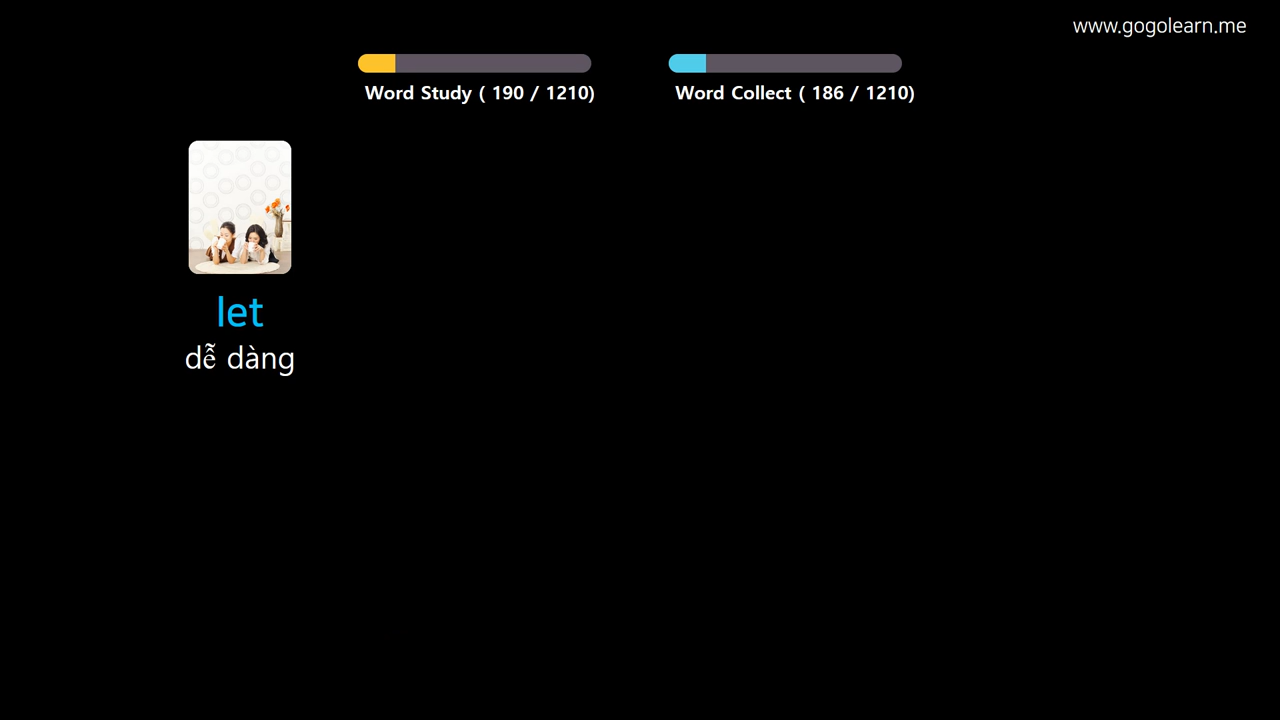 www.gogolearn.me
Word Study ( 190 / 1210)
Word Collect ( 186 / 1210)
let
dễ dàng